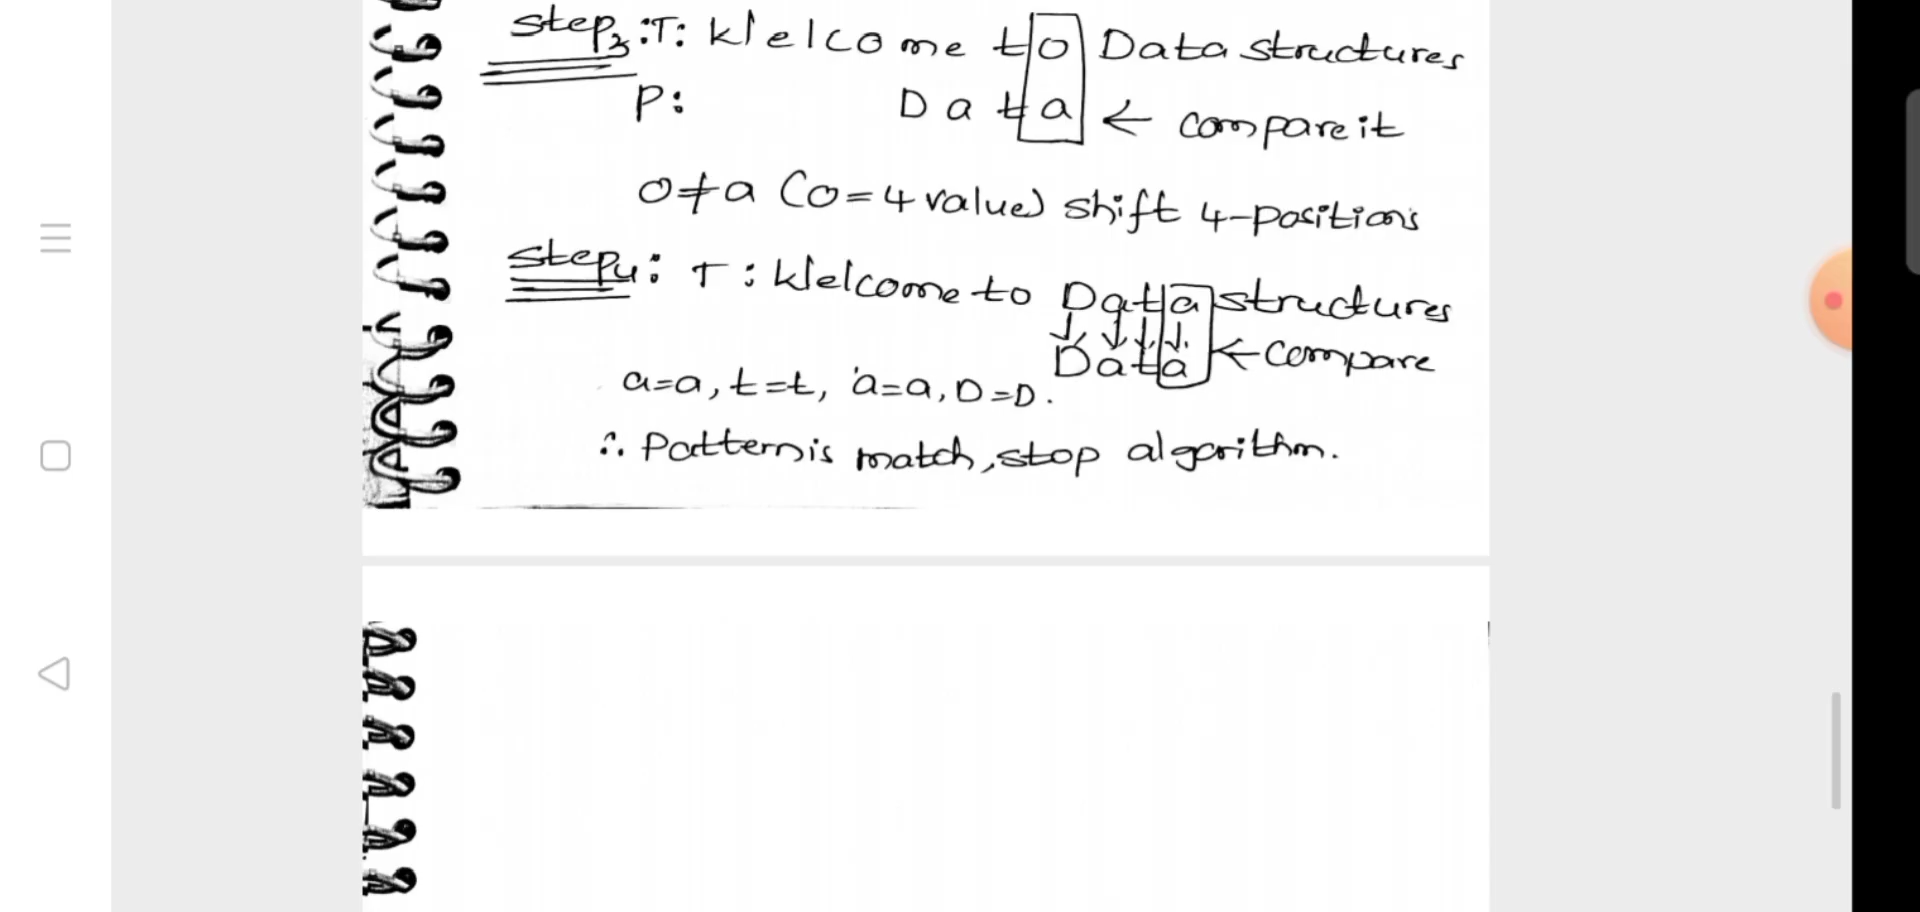 Step3: T: Welcome to Data structures
P: Data ← compare it
o≠a (o=4 value) shift 4-positions
Step4: T: Welcome to Data structures
Data ← compare
a=a, t=t, a=a, D=D.
∴ Pattern is match, stop algorithm.